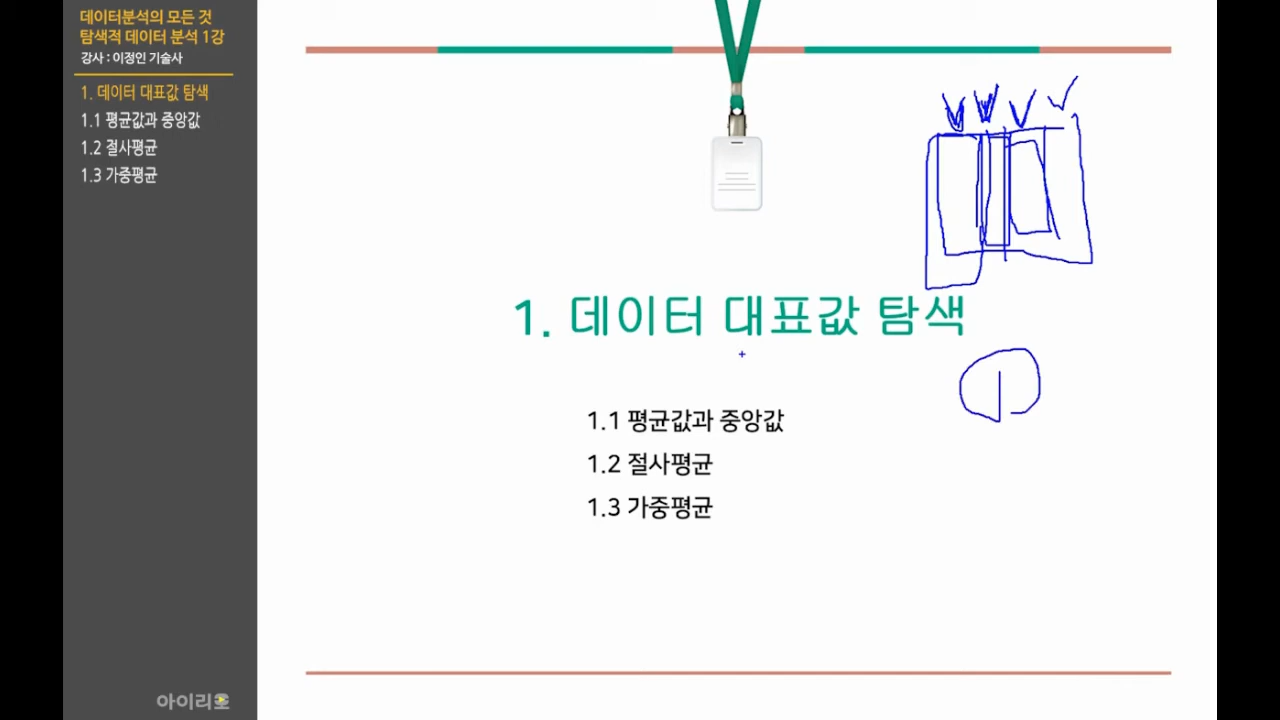 데이터분석의 모든 것
탐색적 데이터 분석 1강
강사 : 이정인 기술사
1. 데이터 대표값 탐색
1.1 평균값과 중앙값
1.2 절사평균
1.3 가중평균
1. 데이터 대표값 탐색
1.1 평균값과 중앙값
1.2 절사평균
1.3 가중평균
아이리포